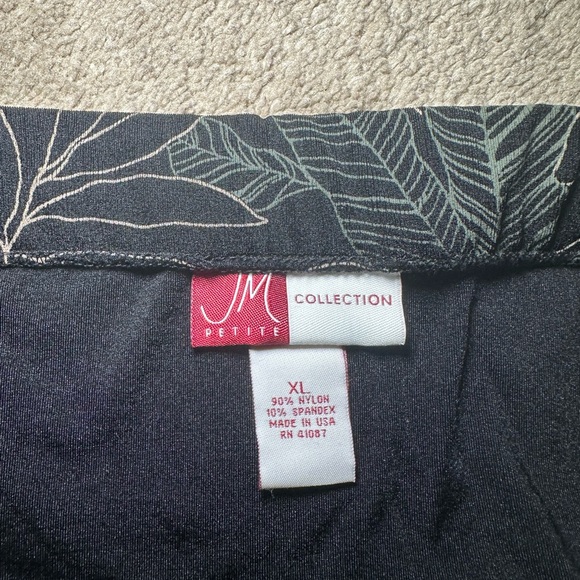 JM
PETITE
COLLECTION
XL
90% NYLON
10% SPANDEX
MADE IN USA
RN 41087